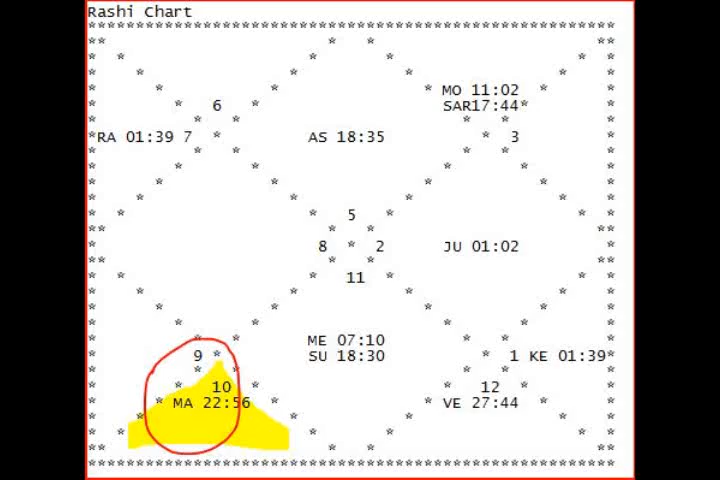 Rashi Chart
MO 11:02
6 SAR17:44
RA 01:39 7 AS 18:35 3
5
8 2 JU 01:02
11
ME 07:10
9 SU 18:30 1 KE 01:39
10 12
MA 22:56 VE 27:44